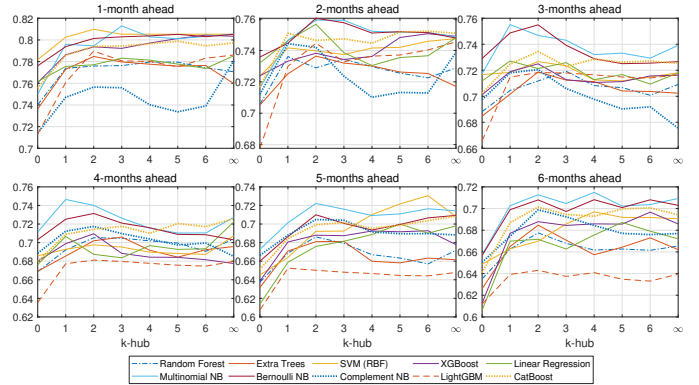 1-month ahead
2-months ahead
3-months ahead
0.82
0.8
0.78
0.76
0.74
0.72
0.7
0 1 2 3 4 5 6 ∞
0.76
0.74
0.72
0.7
0.68
0 1 2 3 4 5 6 ∞
0.76
0.74
0.72
0.7
0.68
0.66
0 1 2 3 4 5 6 ∞
4-months ahead
5-months ahead
6-months ahead
0.76
0.74
0.72
0.7
0.68
0.66
0.64
0.62
0 1 2 3 4 5 6 ∞
k-hub
0.74
0.72
0.7
0.68
0.66
0.64
0.62
0.6
0 1 2 3 4 5 6 ∞
k-hub
0.72
0.7
0.68
0.66
0.64
0.62
0.6
0 1 2 3 4 5 6 ∞
k-hub
Random Forest Extra Trees SVM (RBF) XGBoost Linear Regression
Multinomial NB Bernoulli NB Complement NB LightGBM CatBoost